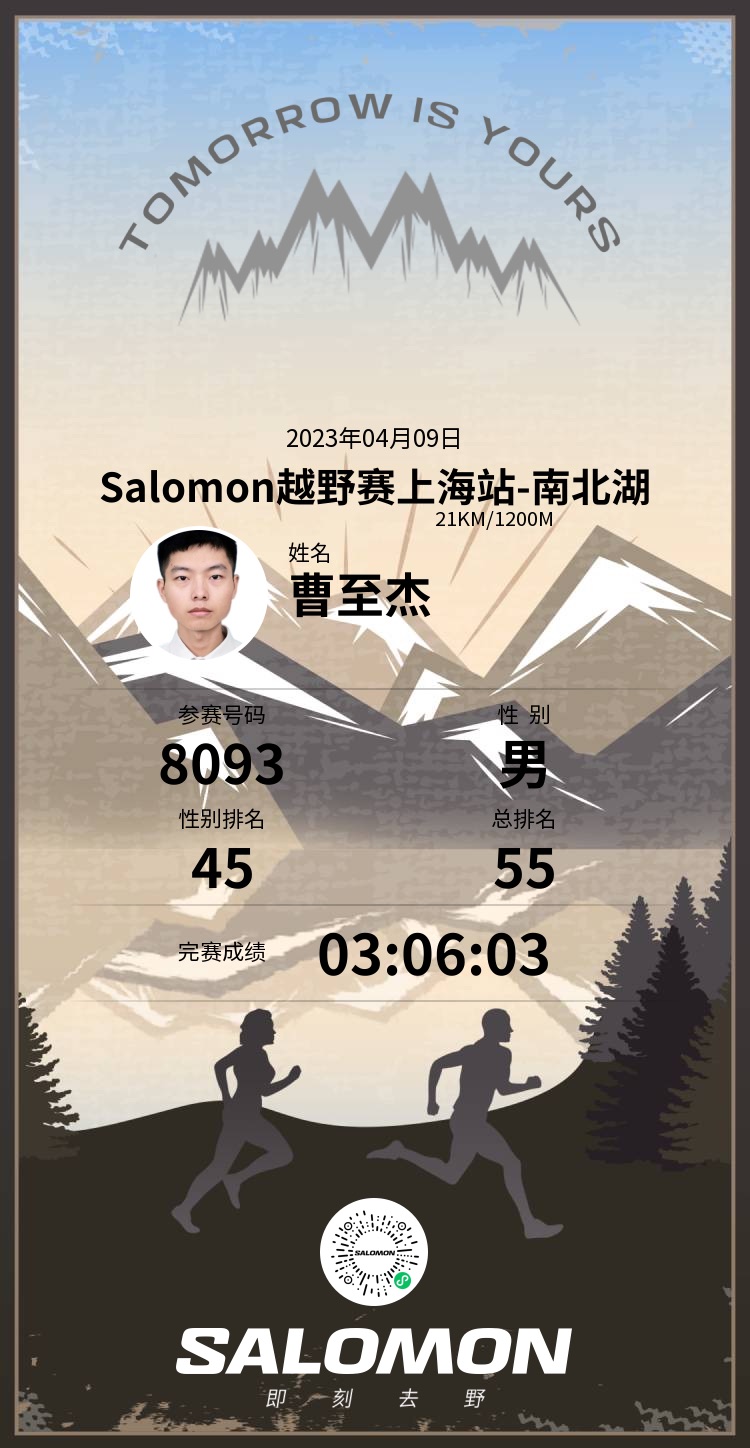 TOMORROW IS YOURS
2023年04月09日
Salomon越野赛上海站-南北湖
21KM/1200M
姓名
曹至杰
参赛号码 性 别
8093 男
性别排名 总排名
45 55
完赛成绩 03:06:03
SALOMON
SALOMON
即刻去野